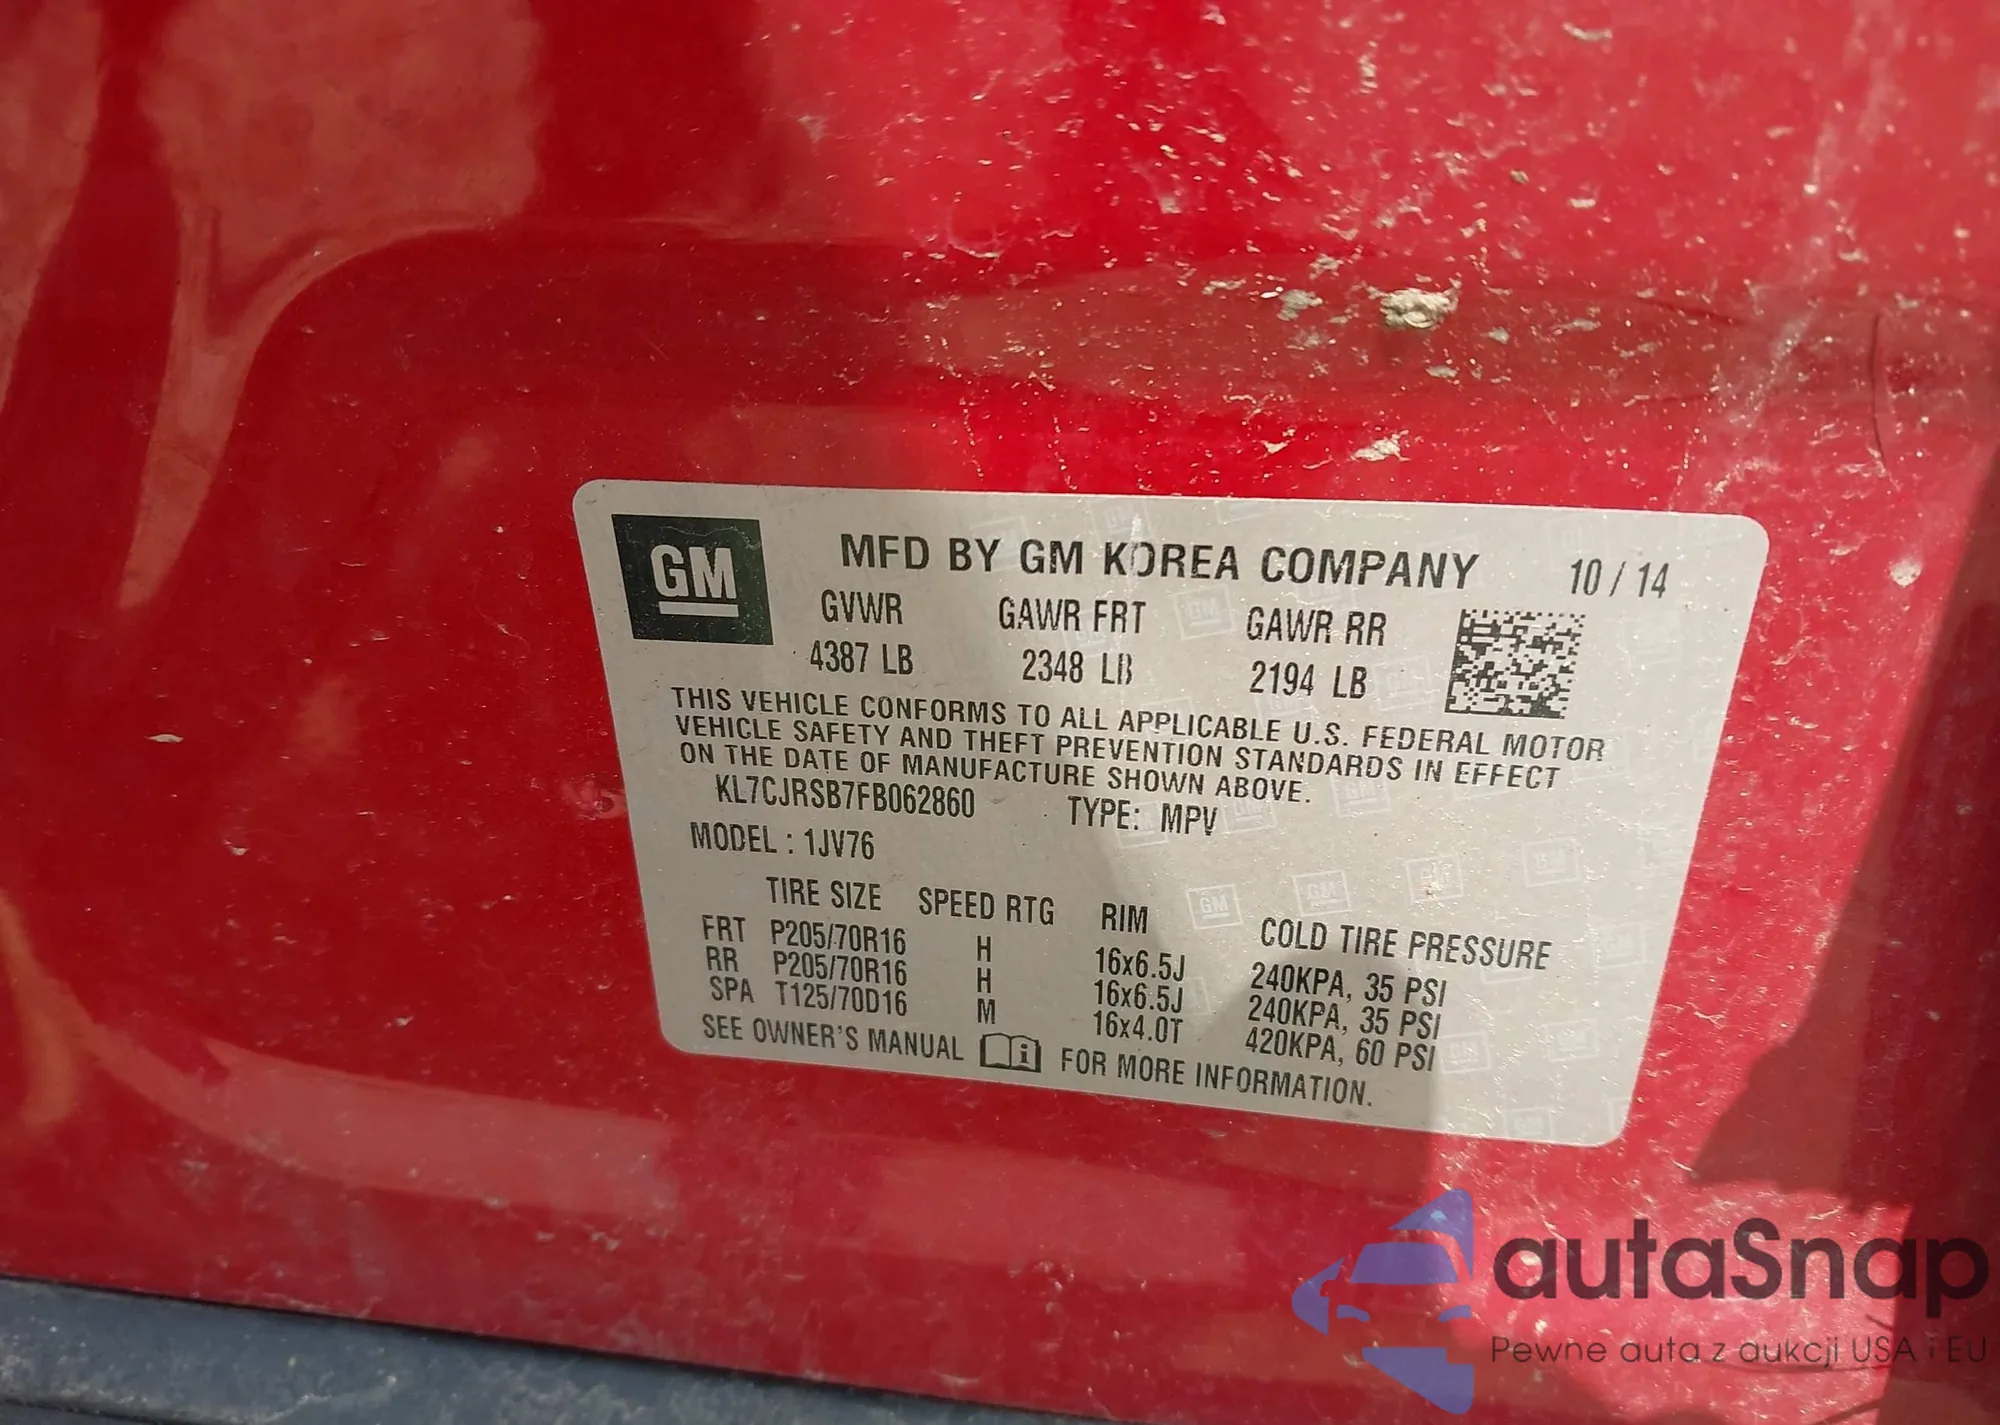 GM
MFD BY GM KOREA COMPANY 10 / 14
GVWR GAWR FRT GAWR RR
4387 LB 2348 LB 2194 LB
THIS VEHICLE CONFORMS TO ALL APPLICABLE U.S. FEDERAL MOTOR
VEHICLE SAFETY AND THEFT PREVENTION STANDARDS IN EFFECT
ON THE DATE OF MANUFACTURE SHOWN ABOVE.
KL7CJRSB7FB062860 TYPE: MPV
MODEL : 1JV76
TIRE SIZE SPEED RTG RIM COLD TIRE PRESSURE
FRT P205/70R16 H 16x6.5J 240KPA, 35 PSI
RR P205/70R16 H 16x6.5J 240KPA, 35 PSI
SPA T125/70D16 M 16x4.0T 420KPA, 60 PSI
SEE OWNER'S MANUAL FOR MORE INFORMATION.
autaSnap
Pewne auta z aukcji USA i EU